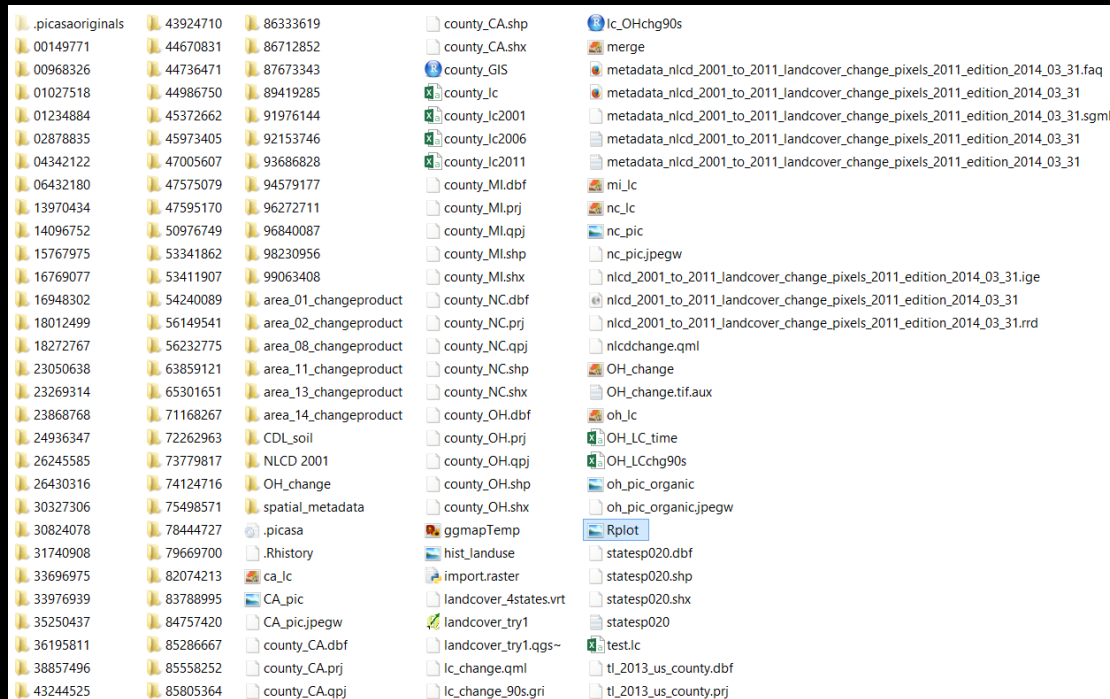 .picasaoriginals
00149771
00968326
01027518
01234884
02878835
04342122
06432180
13970434
14096752
15767975
16769077
16948302
18012499
18272767
23050638
23269314
23868768
24936347
26245585
26430316
30327306
30824078
31740908
33696975
33976939
35250437
36195811
38857496
43244525
43924710
44670831
44736471
44986750
45372662
45973405
47005607
47575079
47595170
50976749
53341862
53411907
54240089
56149541
56232775
63859121
65301651
71168267
72262963
73779817
74124716
75498571
78444727
79669700
82074213
83788995
84757420
85286667
85558252
85805364
86333619
86712852
87673343
89419285
91976144
92153746
93686828
94579177
96272711
96840087
98230956
99063408
area_01_changeproduct
area_02_changeproduct
area_08_changeproduct
area_11_changeproduct
area_13_changeproduct
area_14_changeproduct
CDL_soil
NLCD 2001
OH_change
spatial_metadata
.picasa
.Rhistory
ca_lc
CA_pic
CA_pic.jpegw
county_CA.dbf
county_CA.prj
county_CA.qpj
county_CA.shp
county_CA.shx
county_GIS
county_lc
county_lc2001
county_lc2006
county_lc2011
county_MI.dbf
county_MI.prj
county_MI.qpj
county_MI.shp
county_MI.shx
county_NC.dbf
county_NC.prj
county_NC.qpj
county_NC.shp
county_NC.shx
county_OH.dbf
county_OH.prj
county_OH.qpj
county_OH.shp
county_OH.shx
ggmapTemp
hist_landuse
import.raster
landcover_4states.vrt
landcover_try1
landcover_try1.qgs~
lc_change.qml
lc_change_90s.gri
lc_OHchg90s
merge
metadata_nlcd_2001_to_2011_landcover_change_pixels_2011_edition_2014_03_31.faq
metadata_nlcd_2001_to_2011_landcover_change_pixels_2011_edition_2014_03_31
metadata_nlcd_2001_to_2011_landcover_change_pixels_2011_edition_2014_03_31.sgml
metadata_nlcd_2001_to_2011_landcover_change_pixels_2011_edition_2014_03_31
metadata_nlcd_2001_to_2011_landcover_change_pixels_2011_edition_2014_03_31
mi_lc
nc_lc
nc_pic
nc_pic.jpegw
nlcd_2001_to_2011_landcover_change_pixels_2011_edition_2014_03_31.ige
nlcd_2001_to_2011_landcover_change_pixels_2011_edition_2014_03_31
nlcd_2001_to_2011_landcover_change_pixels_2011_edition_2014_03_31.rrd
nlcdchange.qml
OH_change
OH_change.tif.aux
oh_lc
OH_LC_time
OH_LCchg90s
oh_pic_organic
oh_pic_organic.jpegw
Rplot
statesp020.dbf
statesp020.shp
statesp020.shx
statesp020
test.lc
tl_2013_us_county.dbf
tl_2013_us_county.prj